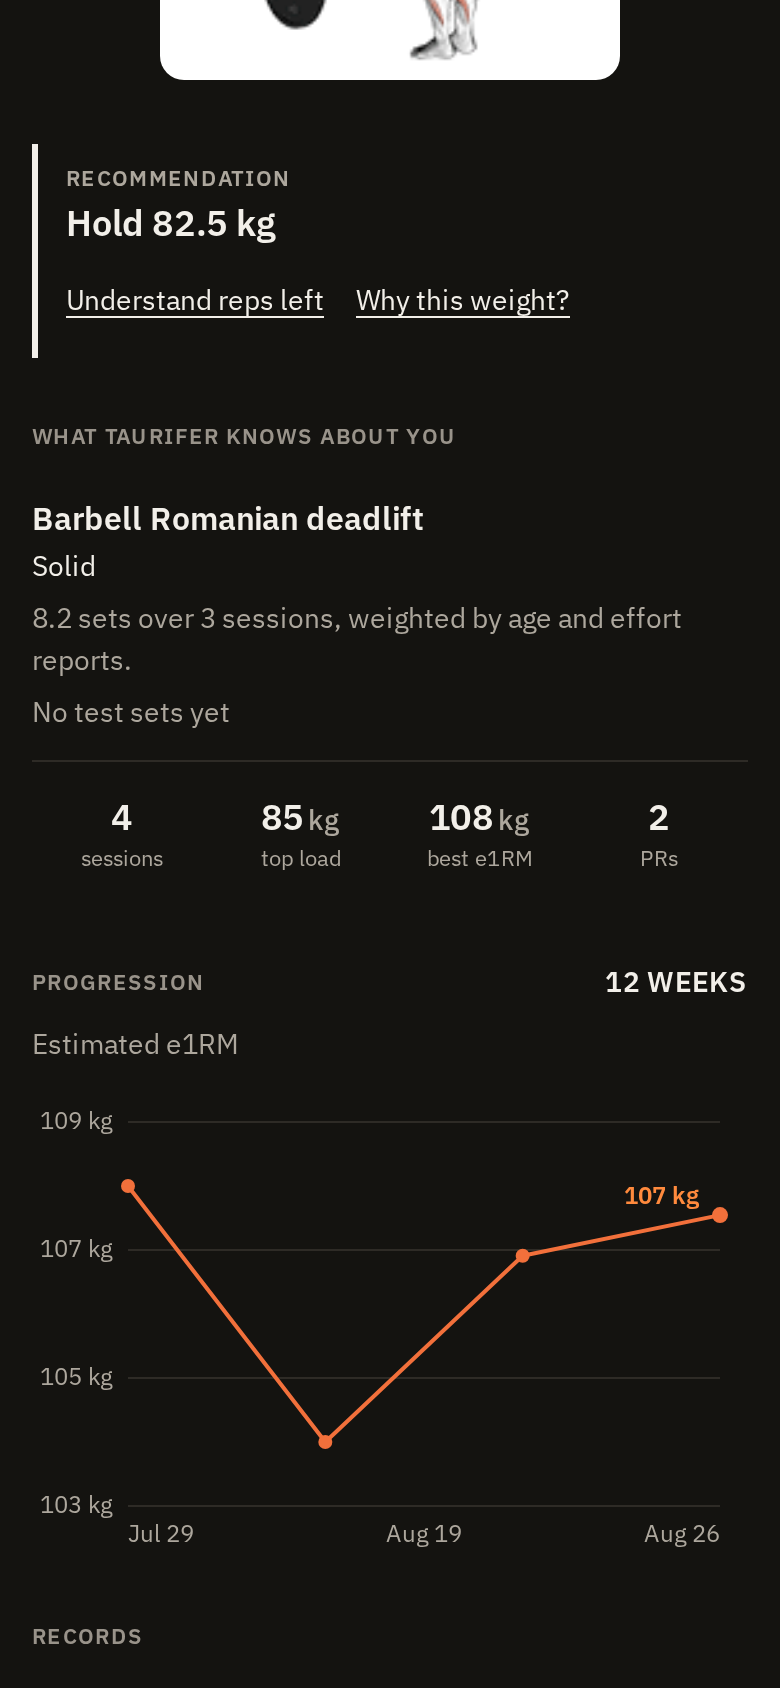 RECOMMENDATION
Hold 82.5 kg
Understand reps left Why this weight?
WHAT TAURIFER KNOWS ABOUT YOU
Barbell Romanian deadlift
Solid
8.2 sets over 3 sessions, weighted by age and effort
reports.
No test sets yet
4 85 kg 108 kg 2
sessions top load best e1RM PRs
PROGRESSION 12 WEEKS
Estimated e1RM
109 kg
107 kg
107 kg
105 kg
103 kg
Jul 29 Aug 19 Aug 26
RECORDS